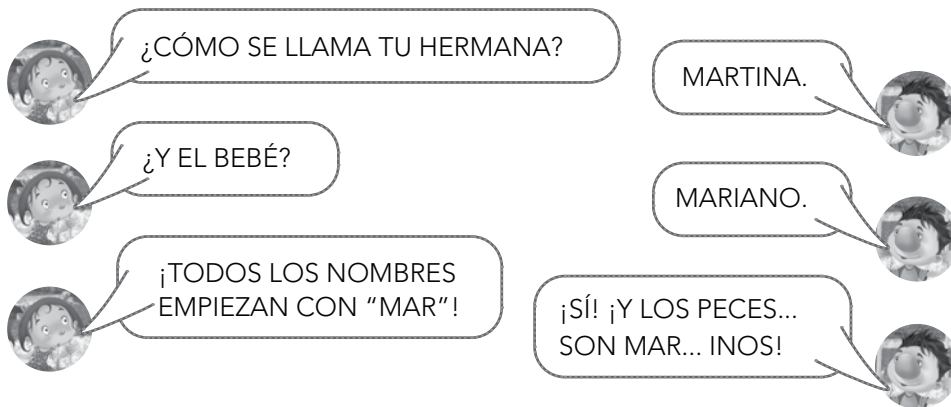 ¿CÓMO SE LLAMA TU HERMANA?
MARTINA.
¿Y EL BEBÉ?
MARIANO.
¡TODOS LOS NOMBRES
EMPIEZAN CON “MAR”!
¡SÍ! ¡Y LOS PECES...
SON MAR... INOS!